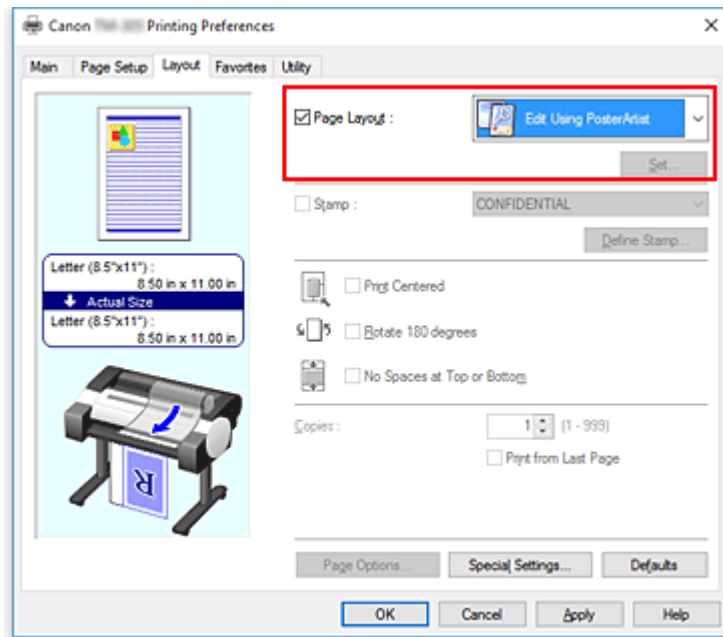 Canon Printing Preferences
Main Page Setup Layout Favorites Utility
Page Layout : Edit Using PosterArtist
Set...
Stamp : CONFIDENTIAL
Define Stamp...
Letter (8.5"x11") :
8.50 in x 11.00 in
Actual Size
Letter (8.5"x11") :
8.50 in x 11.00 in
Print Centered
Rotate 180 degrees
No Spaces at Top or Bottom
Copies : 1 (1 - 999)
Print from Last Page
R
Page Options... Special Settings... Defaults
OK Cancel Apply Help